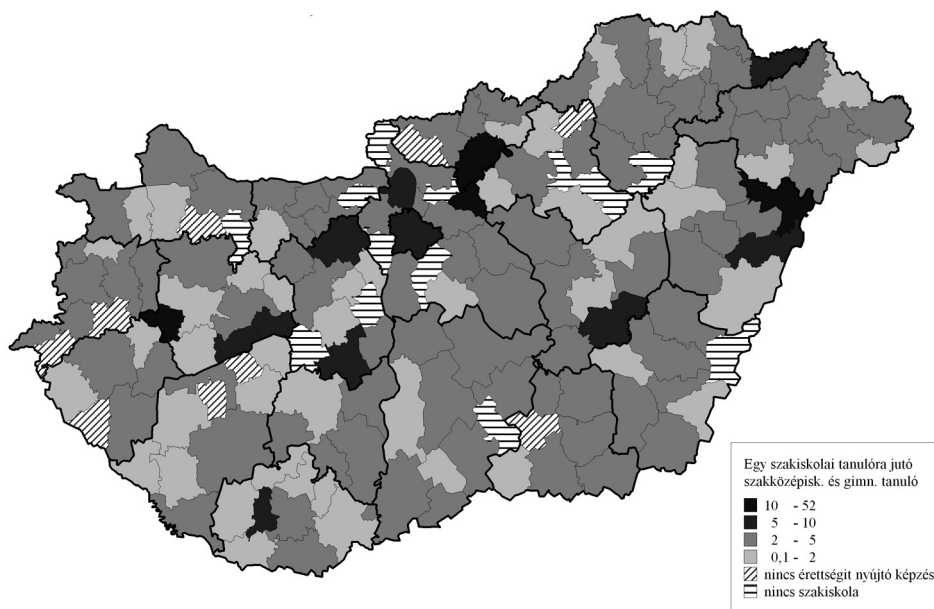 Egy szakiskolai tanulóra jutó
szakközépisk. és gimn. tanuló
10 - 52
5 - 10
2 - 5
0,1 - 2
nincs érettségit nyújtó képzés
nincs szakiskola